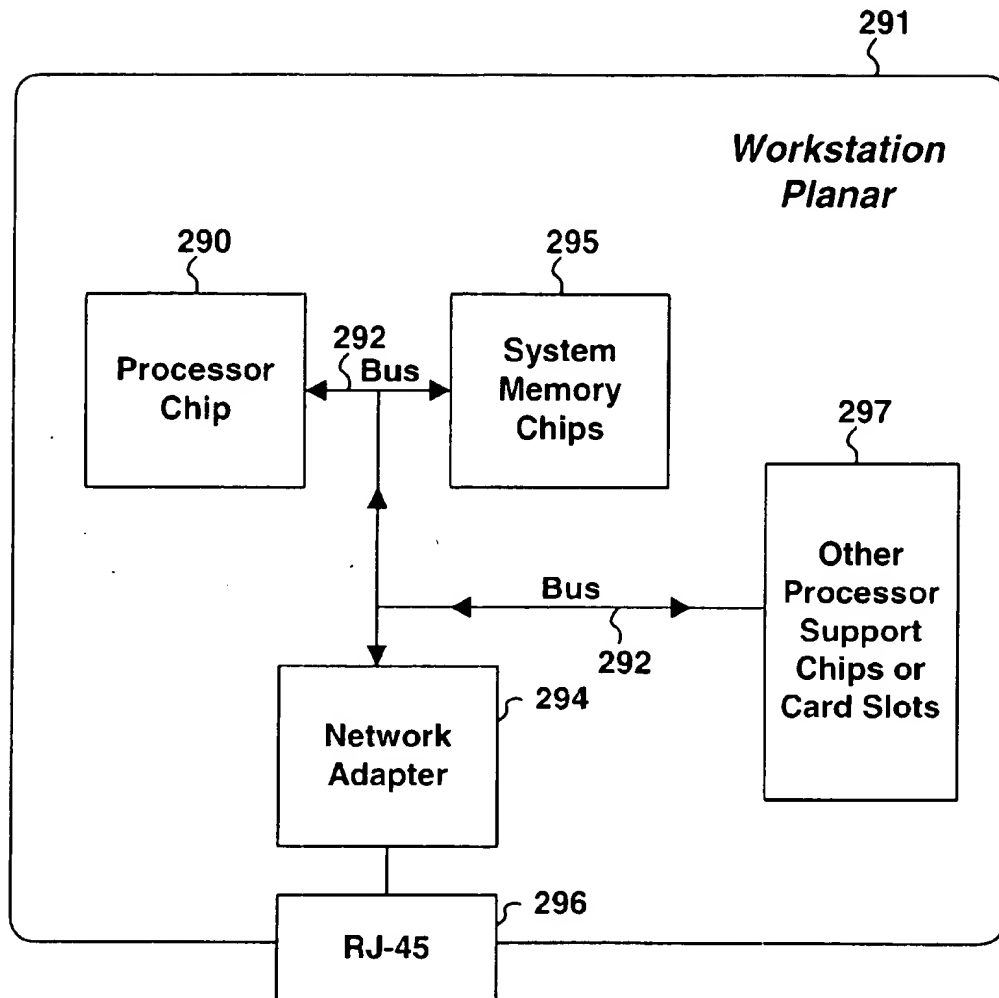 291
Workstation
Planar
290
295
292
Bus
Processor
Chip
System
Memory
Chips
297
Other
Processor
Support
Chips or
Card Slots
Bus
292
294
Network
Adapter
296
RJ-45